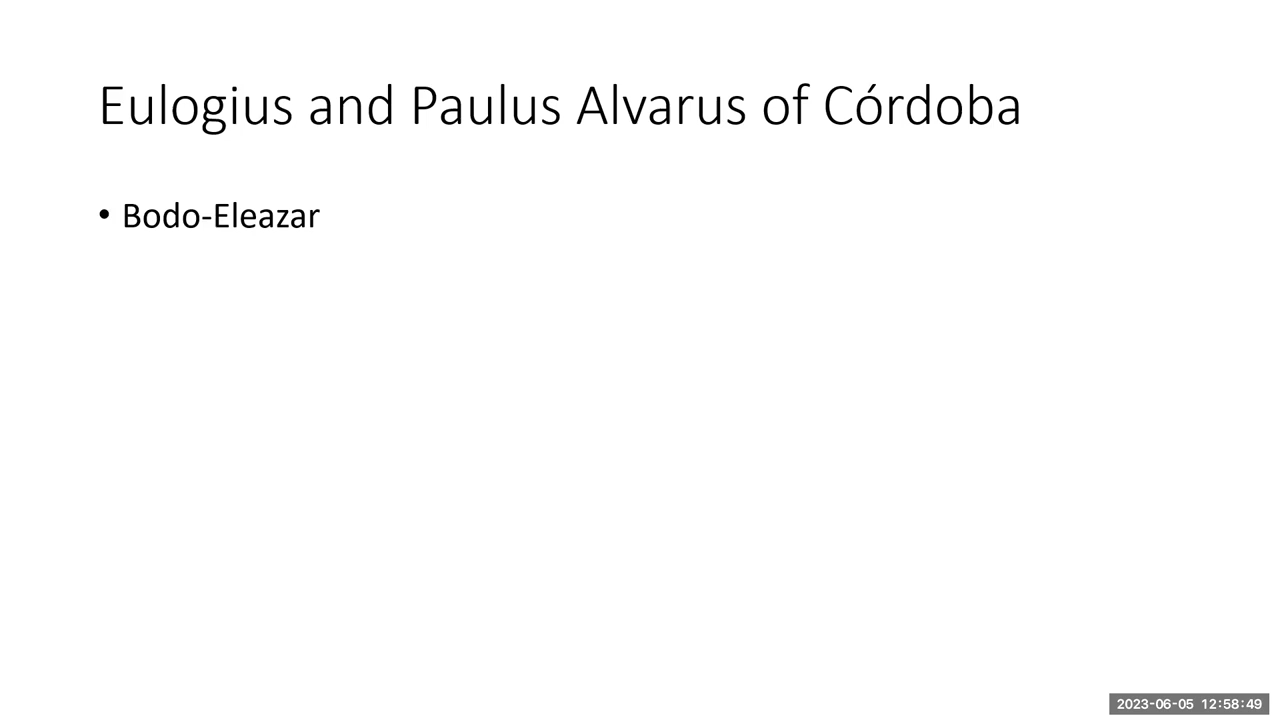 Eulogius and Paulus Alvarus of Córdoba
• Bodo-Eleazar
2023-06-05 12:58:49